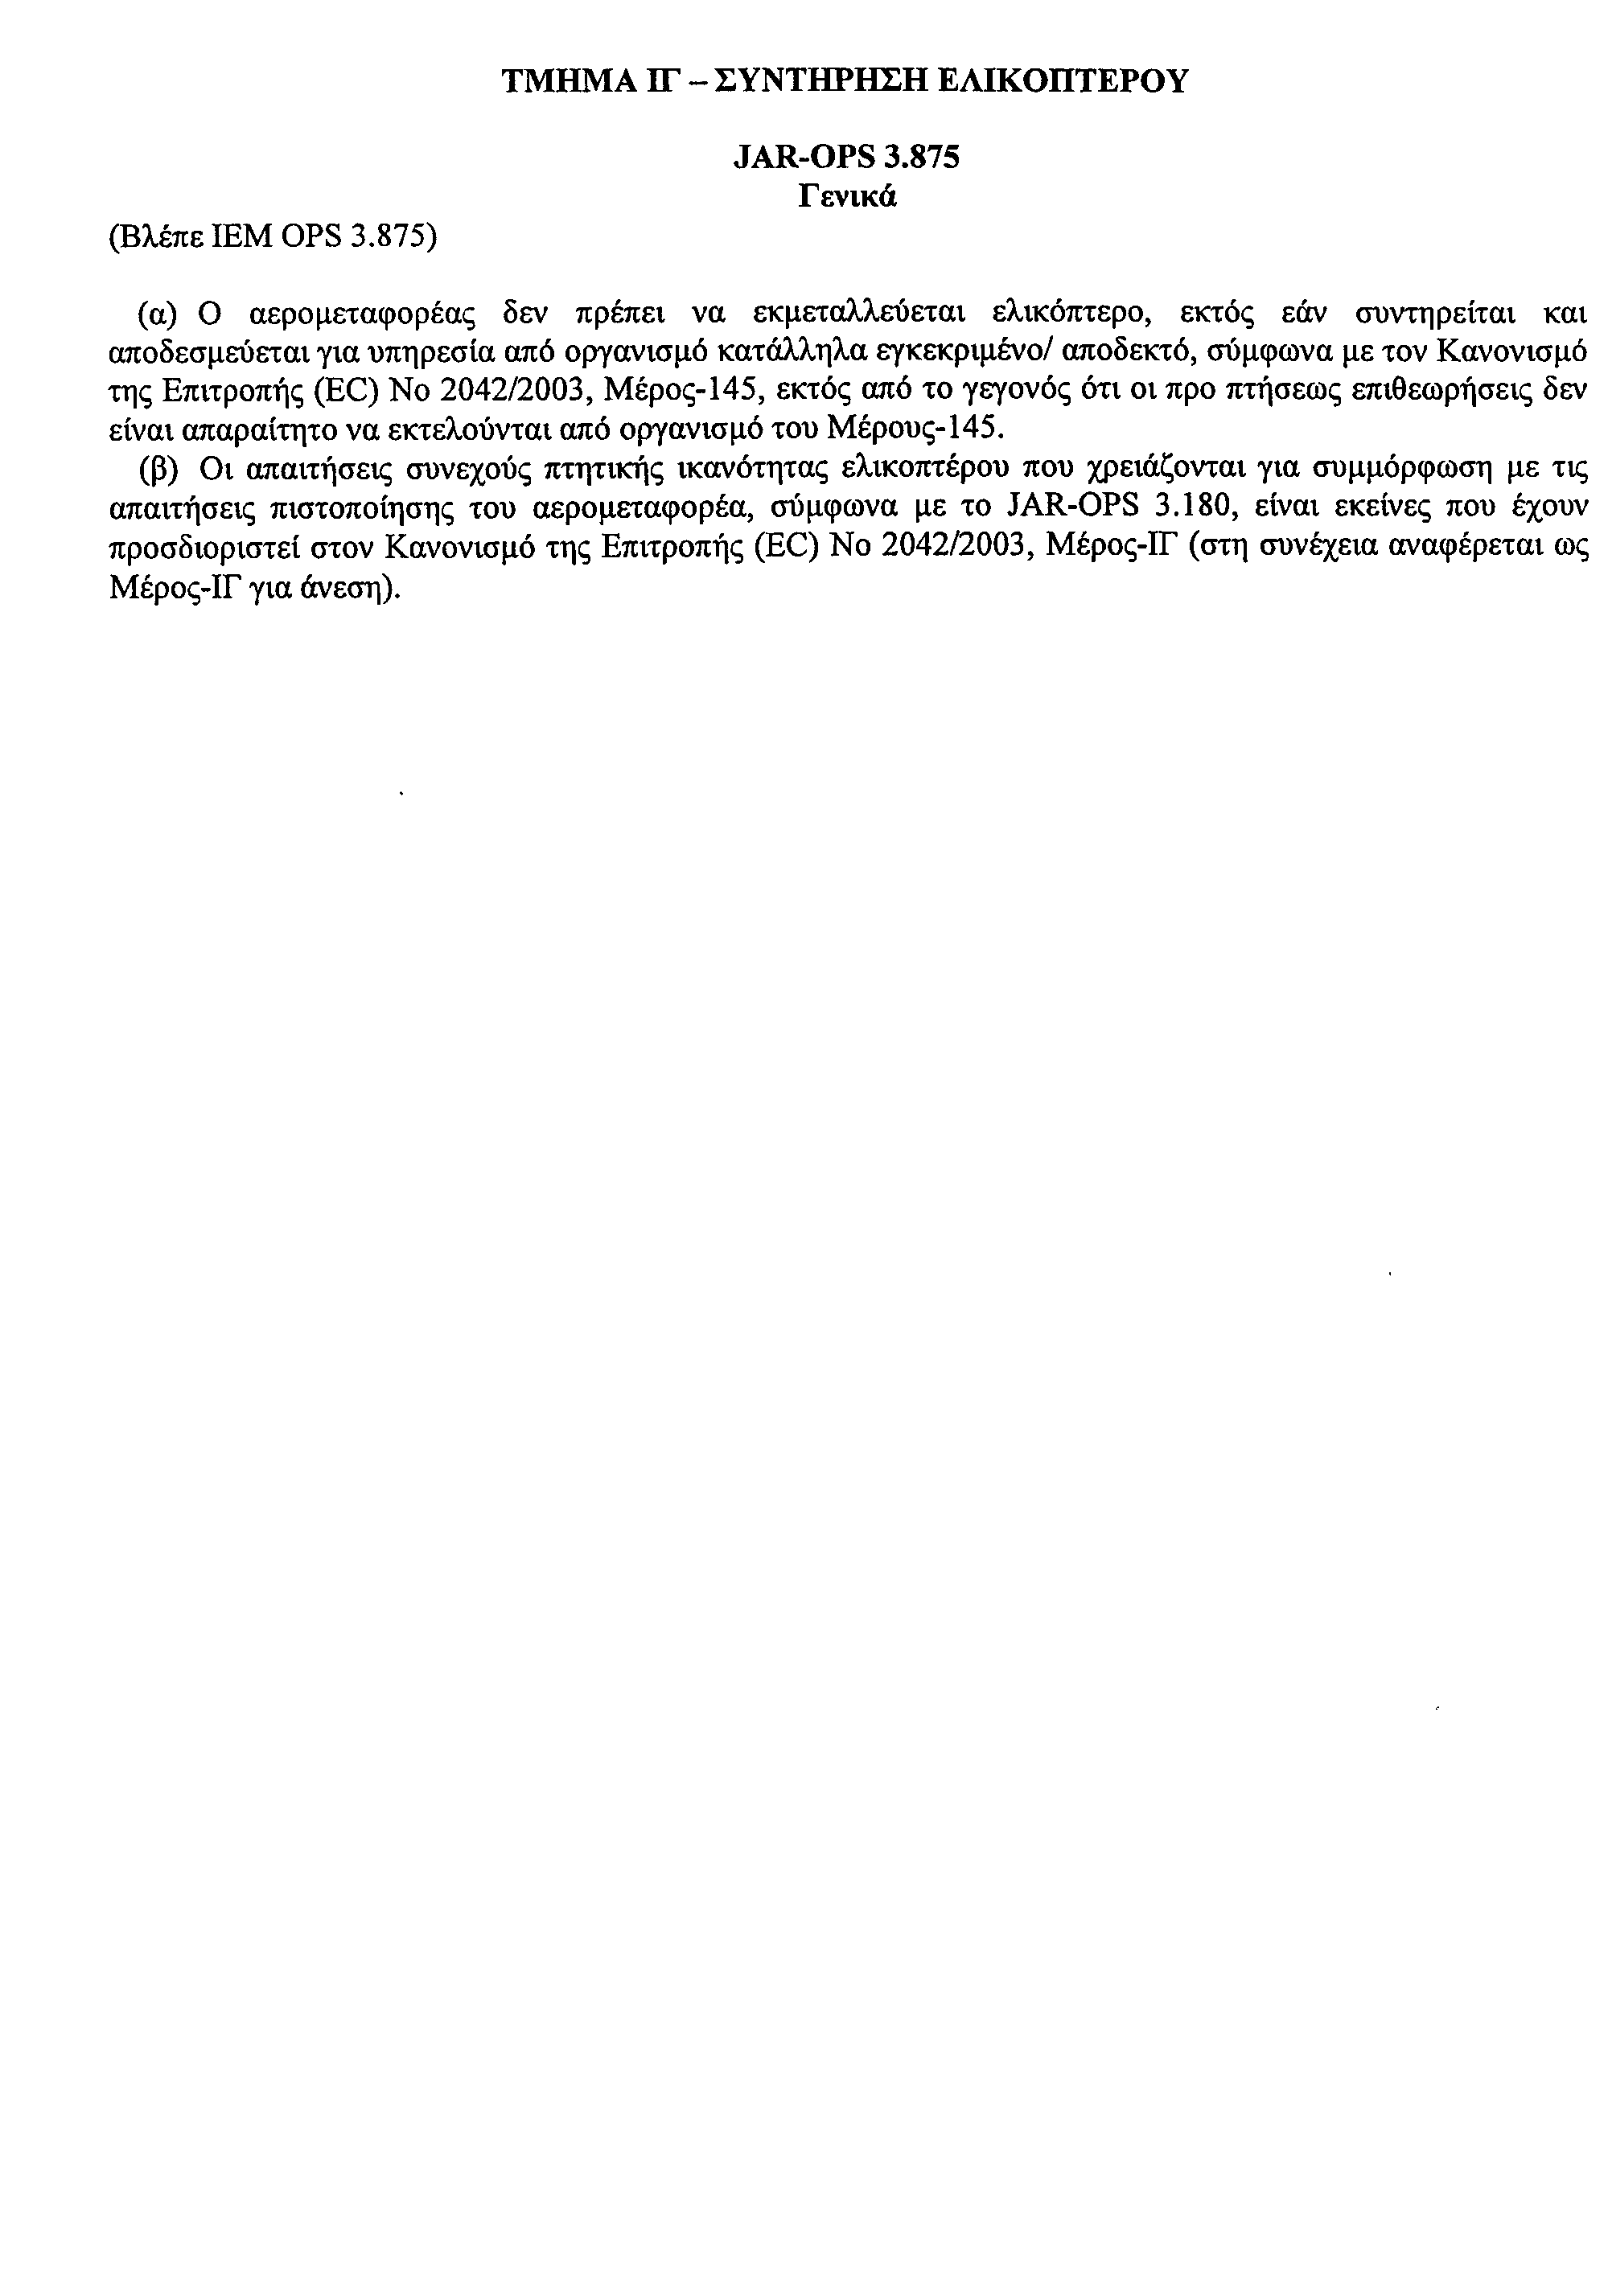 ΤΜΗΜΑ ΙΓ – ΣΥΝΤΗΡΗΣΗ ΕΛΙΚΟΠΤΕΡΟΥ
JAR-OPS 3.875
Γενικά
(Βλέπε IEM OPS 3.875)
(α) Ο αερομεταφορέας δεν πρέπει να εκμεταλλεύεται ελικόπτερο, εκτός εάν συντηρείται και
αποδεσμεύεται για υπηρεσία από οργανισμό κατάλληλα εγκεκριμένο/ αποδεκτό, σύμφωνα με τον Κανονισμό
της Επιτροπής (EC) No 2042/2003, Μέρος-145, εκτός από το γεγονός ότι οι προ πτήσεως επιθεωρήσεις δεν
είναι απαραίτητο να εκτελούνται από οργανισμό του Μέρους-145.
(β) Οι απαιτήσεις συνεχούς πτητικής ικανότητας ελικοπτέρου που χρειάζονται για συμμόρφωση με τις
απαιτήσεις πιστοποίησης του αερομεταφορέα, σύμφωνα με το JAR-OPS 3.180, είναι εκείνες που έχουν
προσδιοριστεί στον Κανονισμό της Επιτροπής (EC) No 2042/2003, Μέρος-ΙΓ (στη συνέχεια αναφέρεται ως
Μέρος-ΙΓ για άνεση).